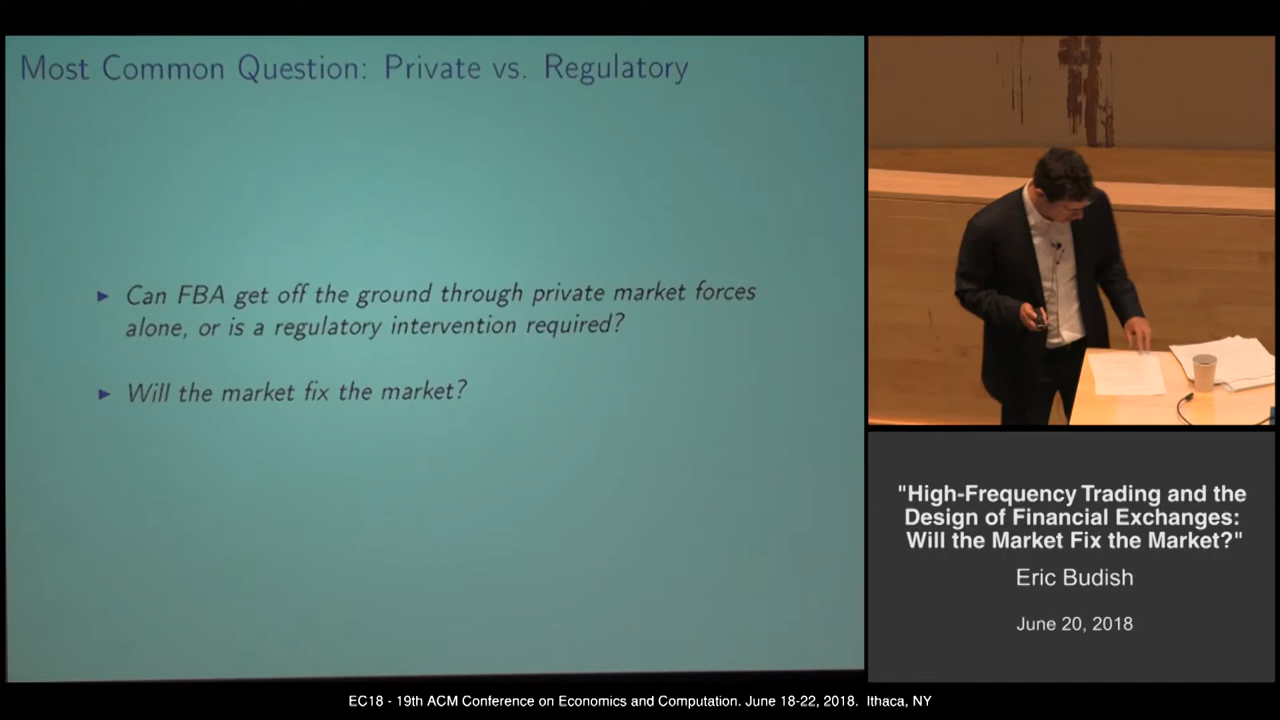 Most Common Question: Private vs. Regulatory
► Can FBA get off the ground through private market forces
alone, or is a regulatory intervention required?
► Will the market fix the market?
"High-Frequency Trading and the
Design of Financial Exchanges:
Will the Market Fix the Market?"
Eric Budish
June 20, 2018
EC18 - 19th ACM Conference on Economics and Computation. June 18-22, 2018. Ithaca, NY